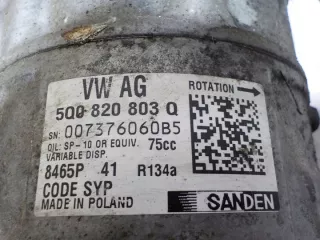 VW AG
ROTATION
5Q0 820 803 Q
SN: 007376060B5
OIL: SP-10 OR EQUIV. 75cc
VARIABLE DISP.
8465P 41 R134a
CODE SYP
MADE IN POLAND
SANDEN